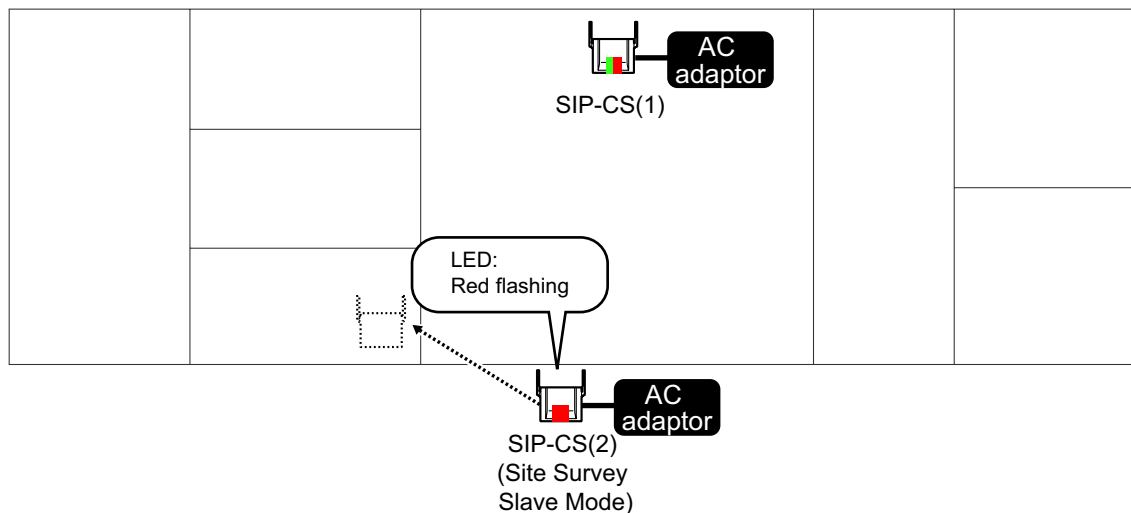 AC
adaptor
SIP-CS(1)
LED:
Red flashing
AC
adaptor
SIP-CS(2)
(Site Survey
Slave Mode)